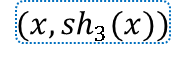 (x, sh₃(x))